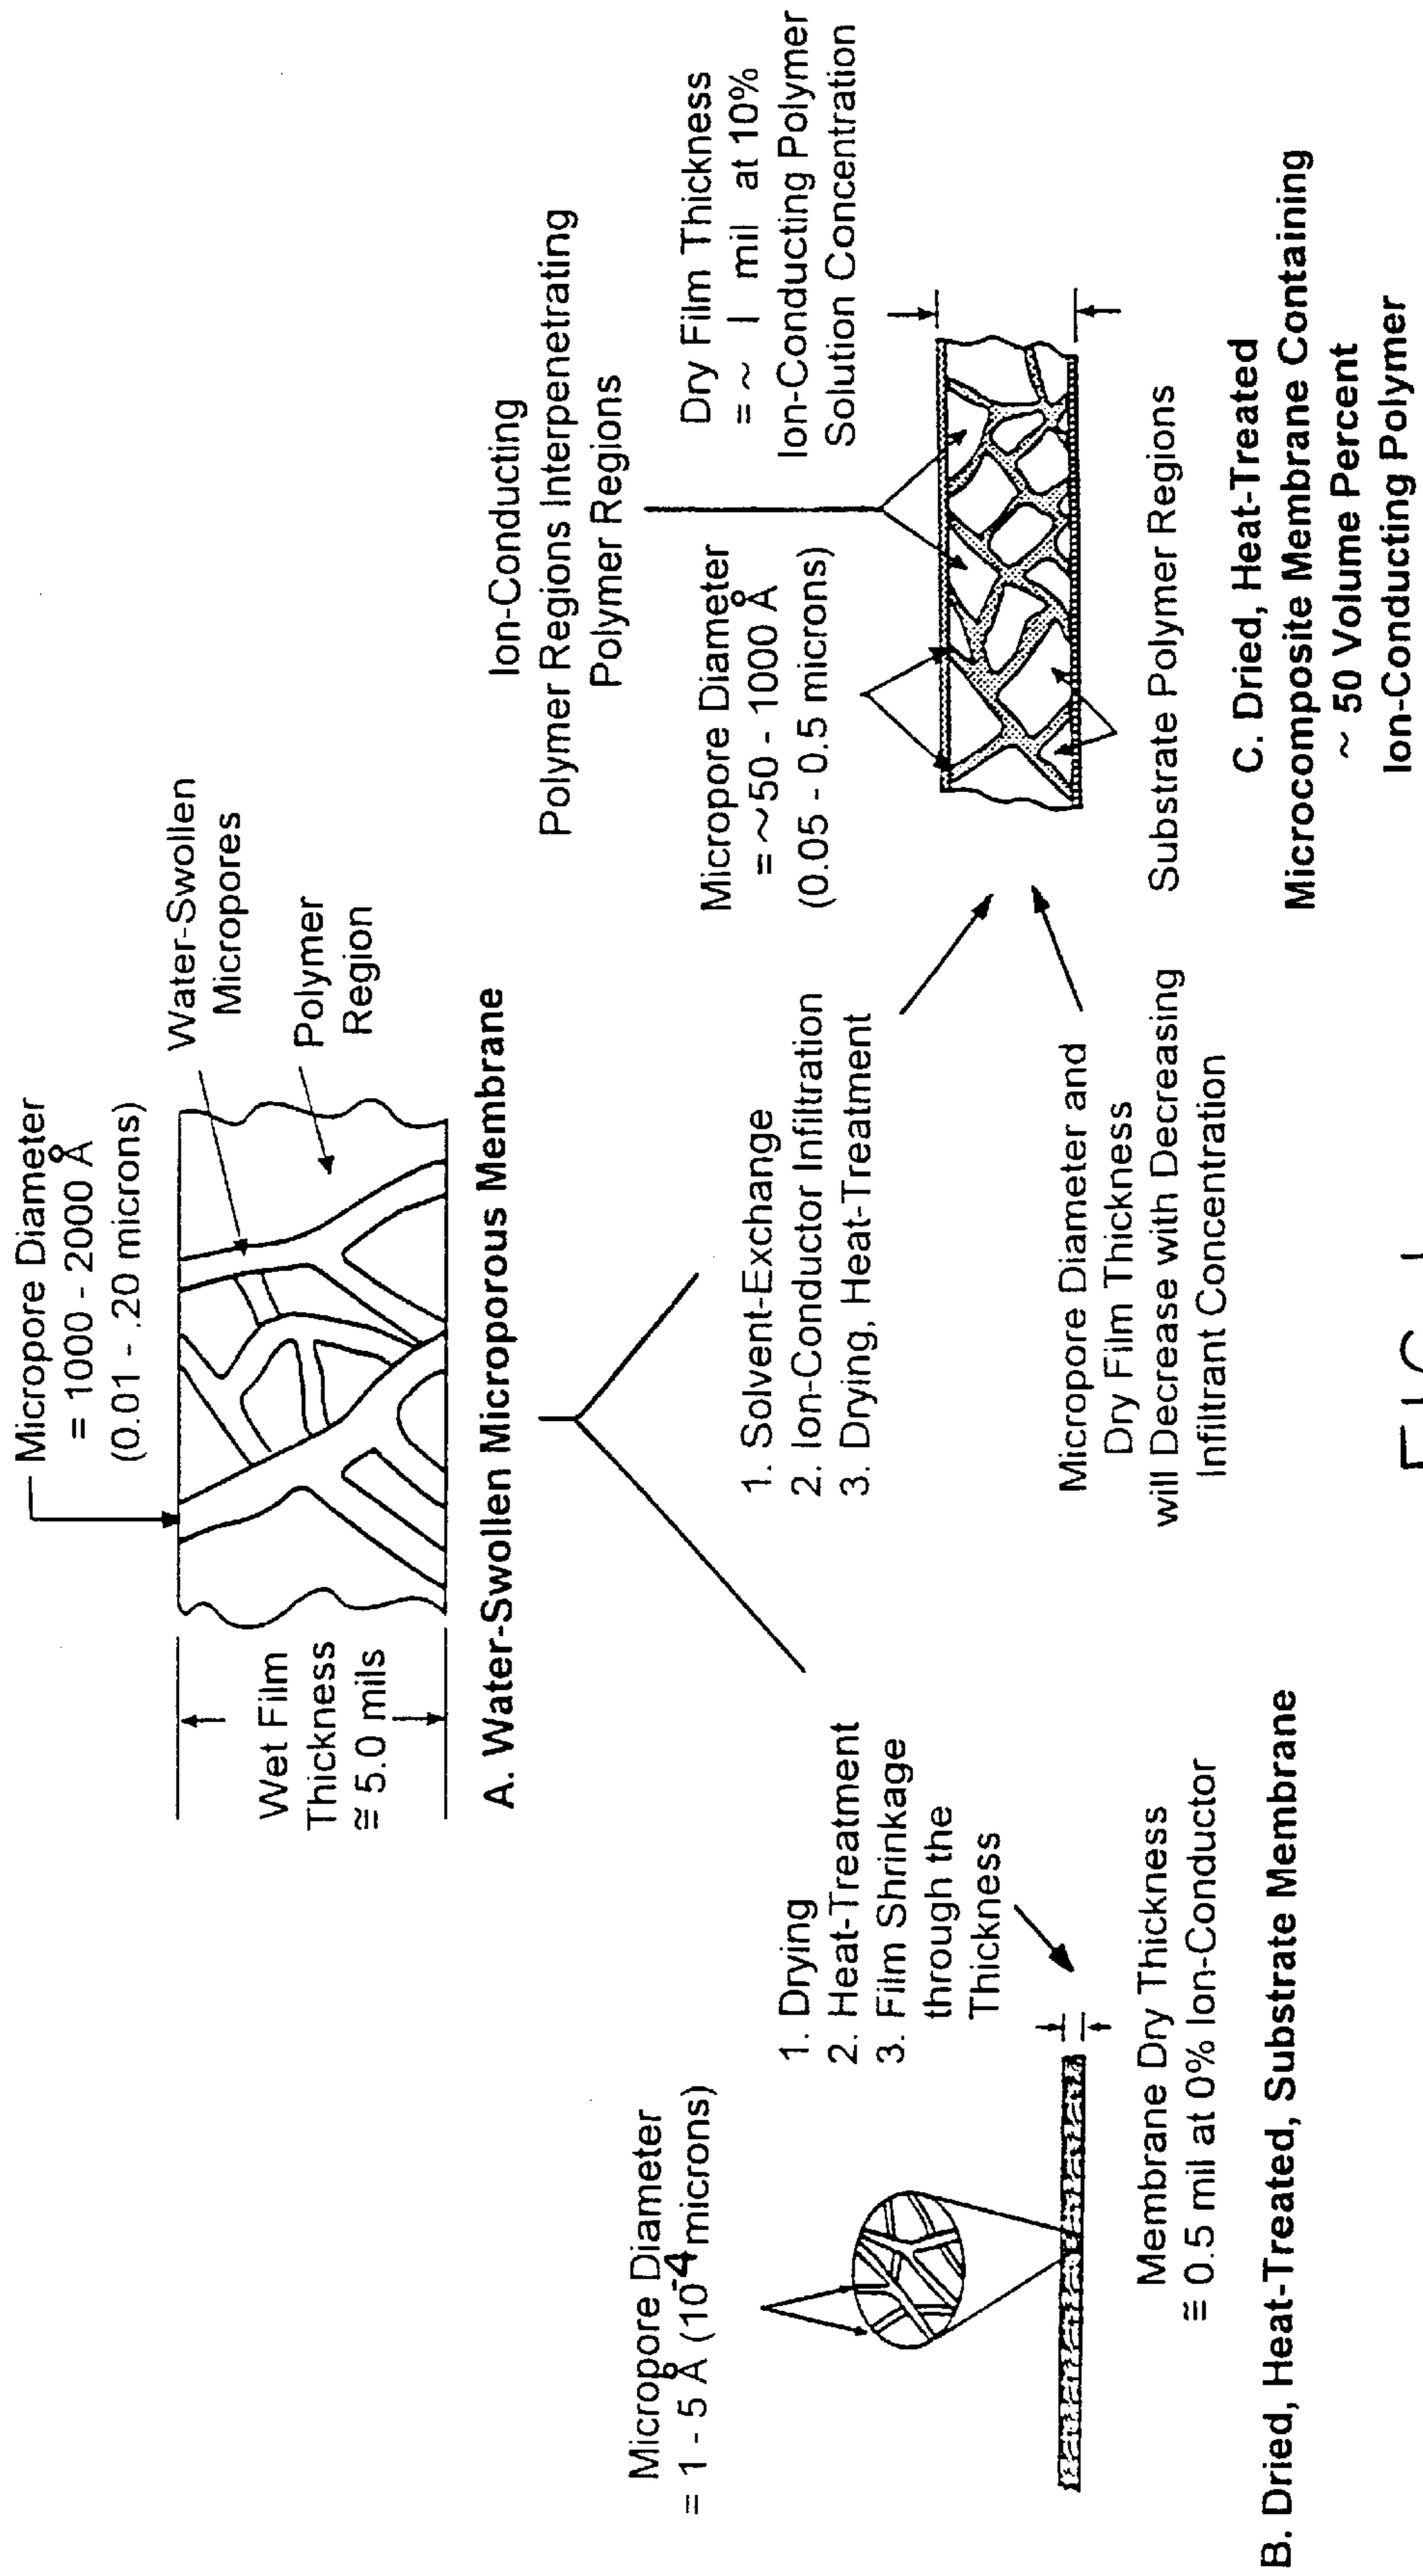 Micropore Diameter
= 1000 - 2000 Å
(0.01 - .20 microns)
Water-Swollen
Micropores
Polymer
Region
Wet Film
Thickness
≅ 5.0 mils
A. Water-Swollen Microporous Membrane
Micropore Diameter
= 1 - 5 Å (10-4 microns)
1. Drying
2. Heat-Treatment
3. Film Shrinkage
through the
Thickness
Membrane Dry Thickness
≅ 0.5 mil at 0% Ion-Conductor
B. Dried, Heat-Treated, Substrate Membrane
1. Solvent-Exchange
2. Ion-Conductor Infiltration
3. Drying, Heat-Treatment
Micropore Diameter and
Dry Film Thickness
will Decrease with Decreasing
Infiltrant Concentration
Ion-Conducting
Polymer Regions Interpenetrating
Polymer Regions
Micropore Diameter
= ~50 - 1000 Å
(0.05 - 0.5 microns)
Dry Film Thickness
= ~ 1 mil at 10%
Ion-Conducting Polymer
Solution Concentration
Substrate Polymer Regions
C. Dried, Heat-Treated
Microcomposite Membrane Containing
~ 50 Volume Percent
Ion-Conducting Polymer